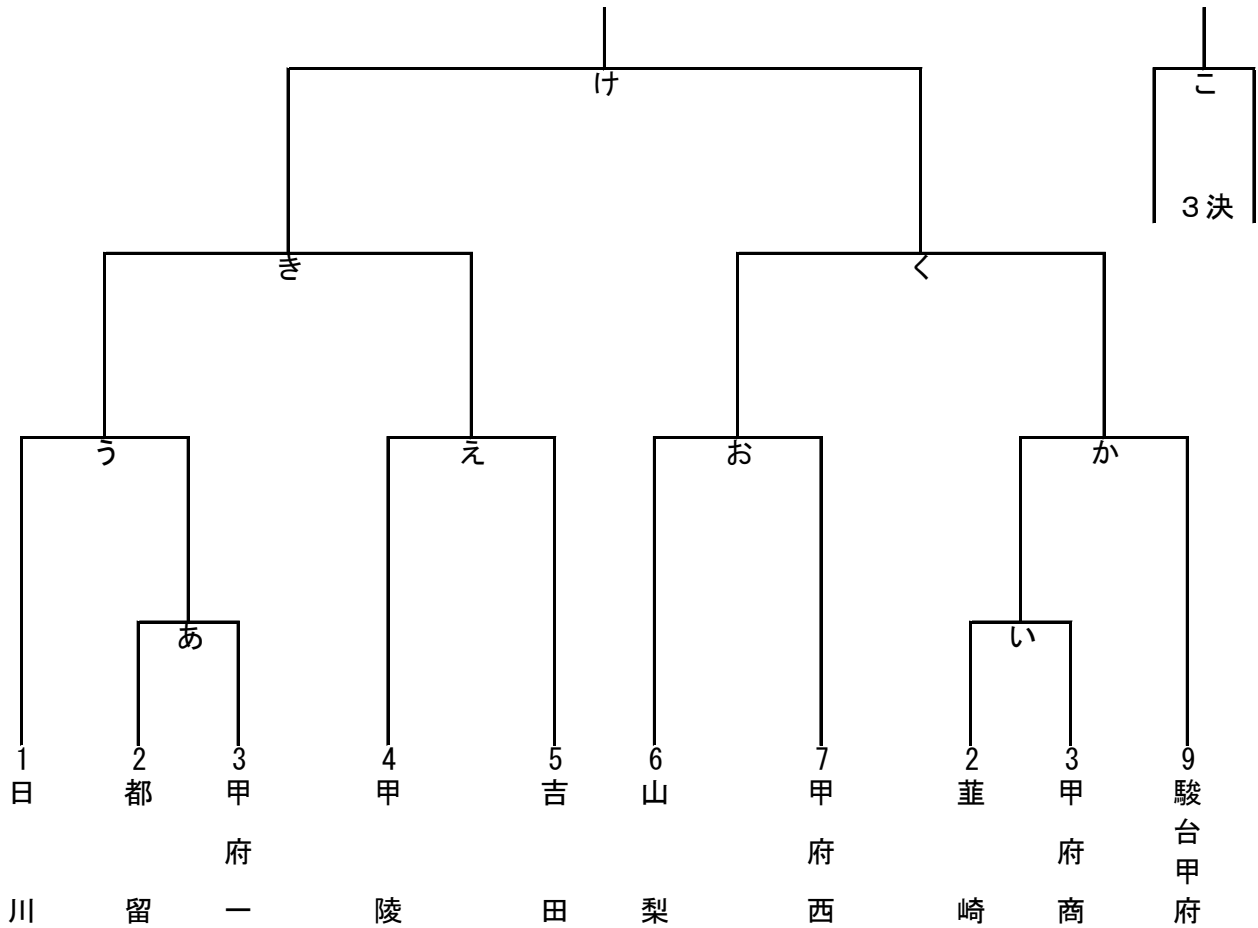 け
こ
３決
き
く
う
え
お
か
あ
い
1
日川
2
都留
3
甲府一
4
甲陵
5
吉田
6
山梨
7
甲府西
2
韮崎
3
甲府商
9
駿台甲府